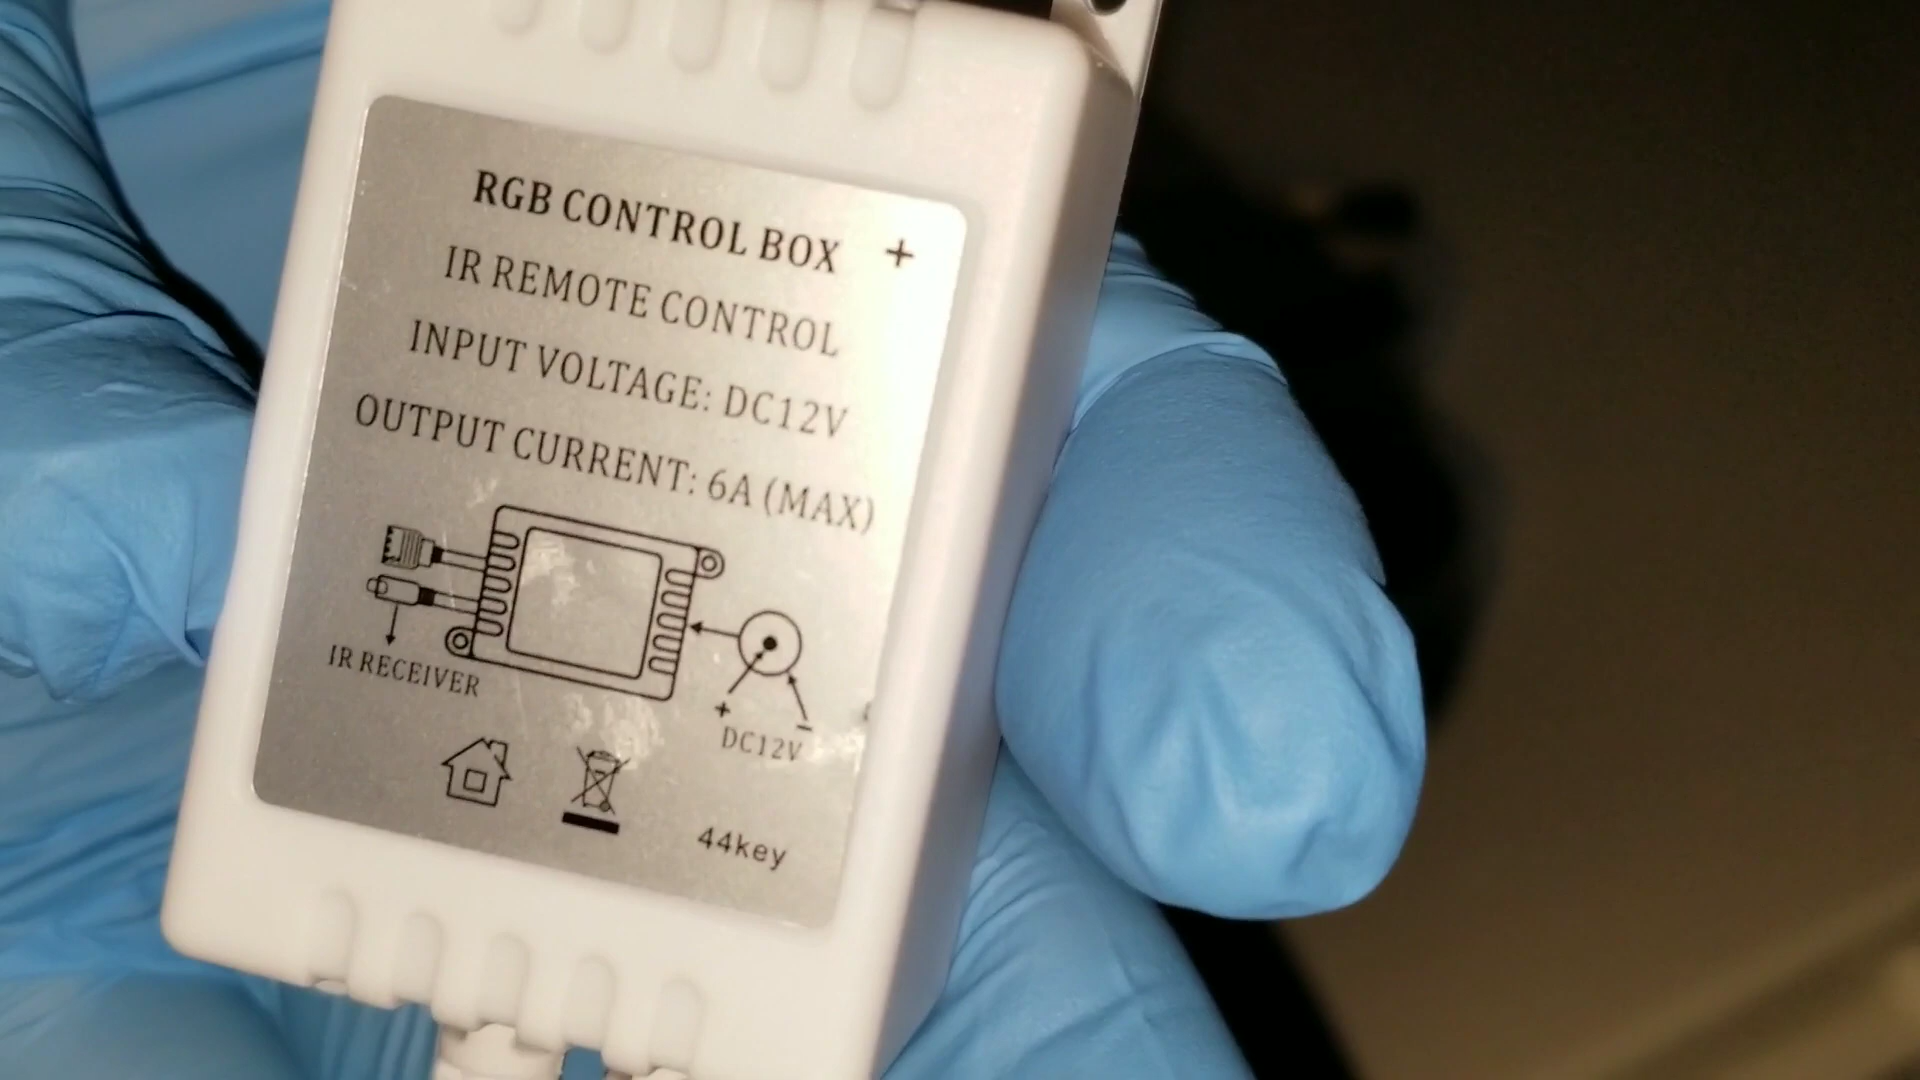 RGB CONTROL BOX +
IR REMOTE CONTROL
INPUT VOLTAGE: DC12V
OUTPUT CURRENT: 6A (MAX)
IR RECEIVER
+ −
DC12V
44key